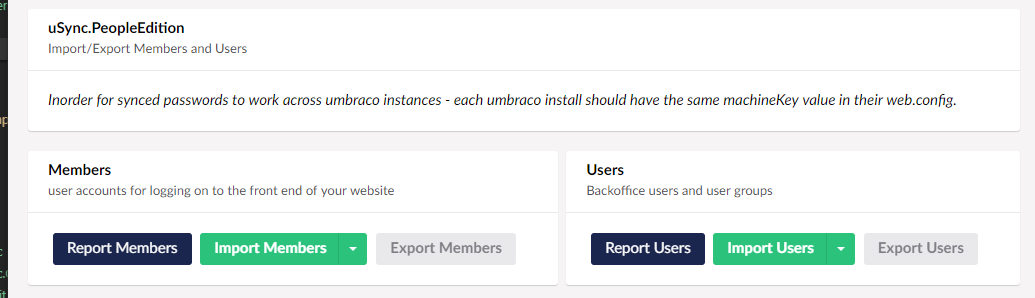 uSync.PeopleEdition
Import/Export Members and Users
Inorder for synced passwords to work across umbraco instances - each umbraco install should have the same machineKey value in their web.config.
Members
user accounts for logging on to the front end of your website
Report Members
Import Members
Export Members
Users
Backoffice users and user groups
Report Users
Import Users
Export Users